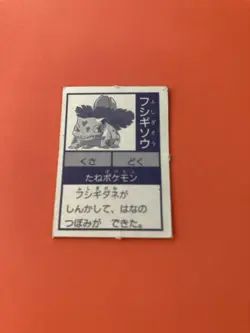 フシギソウ
くさ どく
たねポケモン
フシギダネが
しんかして、はなの
つぼみが できた。